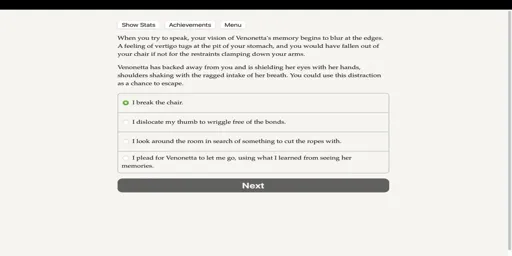 Show Stats Achievements Menu
When you try to speak, your vision of Venonetta's memory begins to blur at the edges.
A feeling of vertigo tugs at the pit of your stomach, and you would have fallen out of
your chair if not for the restraints clamping down your arms.
Venonetta has backed away from you and is shielding her eyes with her hands,
shoulders shaking with the ragged intake of her breath. You could use this distraction
as a chance to escape.
I break the chair.
I dislocate my thumb to wriggle free of the bonds.
I look around the room in search of something to cut the ropes with.
I plead for Venonetta to let me go, using what I learned from seeing her
memories.
Next